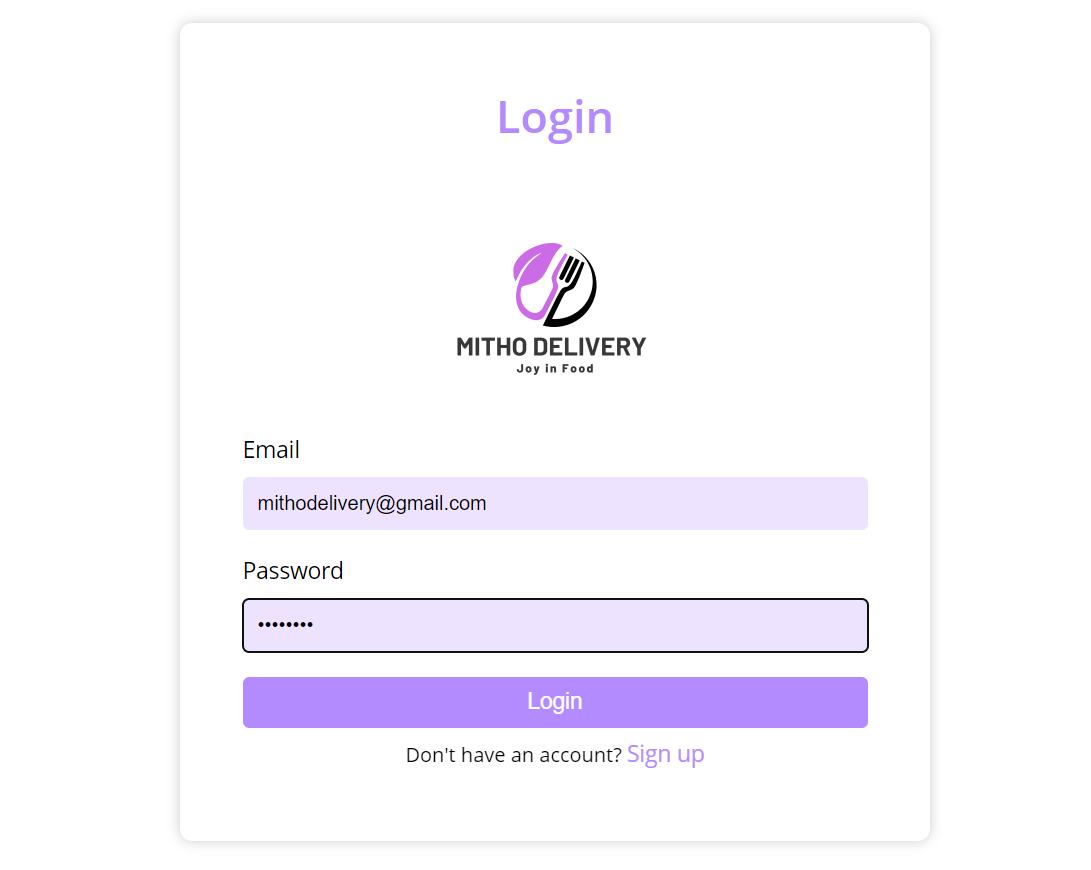 Login
MITHO DELIVERY
Joy in Food
Email
mithodelivery@gmail.com
Password
••••••••
Login
Don't have an account? Sign up